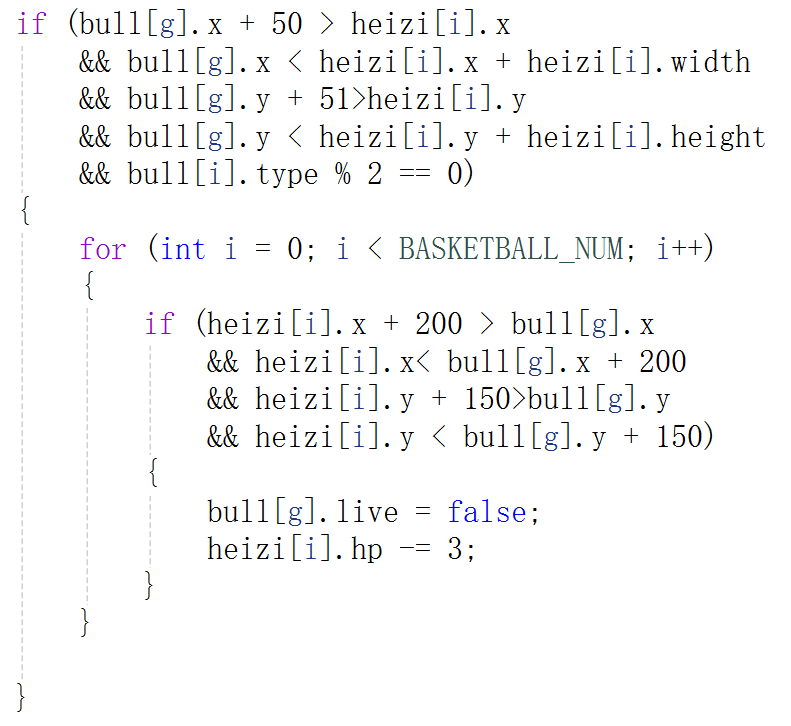 if (bull[g].x + 50 > heizi[i].x
&& bull[g].x < heizi[i].x + heizi[i].width
&& bull[g].y + 51>heizi[i].y
&& bull[g].y < heizi[i].y + heizi[i].height
&& bull[i].type % 2 == 0)
{
for (int i = 0; i < BASKETBALL_NUM; i++)
{
if (heizi[i].x + 200 > bull[g].x
&& heizi[i].x< bull[g].x + 200
&& heizi[i].y + 150>bull[g].y
&& heizi[i].y < bull[g].y + 150)
{
bull[g].live = false;
heizi[i].hp -= 3;
}
}
}